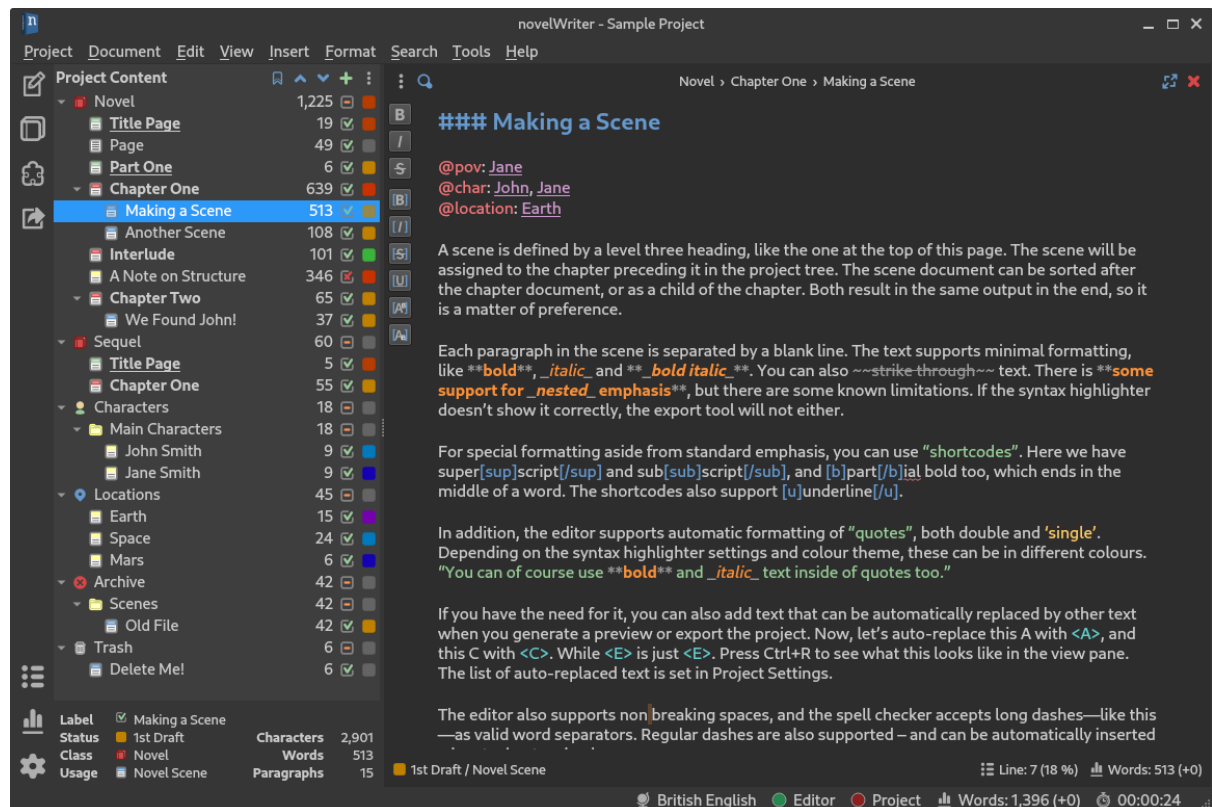 novelWriter - Sample Project
Project Document Edit View Insert Format Search Tools Help
Project Content
Novel 1,225
Title Page 19
Page 49
Part One 6
Chapter One 639
Making a Scene 513
Another Scene 108
Interlude 101
A Note on Structure 346
Chapter Two 65
We Found John! 37
Sequel 60
Title Page 5
Chapter One 55
Characters 18
Main Characters 18
John Smith 9
Jane Smith 9
Locations 45
Earth 15
Space 24
Mars 6
Archive 42
Scenes 42
Old File 42
Trash 6
Delete Me! 6
Label Making a Scene
Status 1st Draft Characters 2,901
Class Novel Words 513
Usage Novel Scene Paragraphs 15
Novel › Chapter One › Making a Scene
B
I
S
[B]
[I]
[S]
[U]
### Making a Scene
@pov: Jane
@char: John, Jane
@location: Earth
A scene is defined by a level three heading, like the one at the top of this page. The scene will be
assigned to the chapter preceding it in the project tree. The scene document can be sorted after
the chapter document, or as a child of the chapter. Both result in the same output in the end, so it
is a matter of preference.
Each paragraph in the scene is separated by a blank line. The text supports minimal formatting,
like **bold**, _italic_ and **_bold italic_**. You can also ~~strike through~~ text. There is **some
support for _nested_ emphasis**, but there are some known limitations. If the syntax highlighter
doesn’t show it correctly, the export tool will not either.
For special formatting aside from standard emphasis, you can use “shortcodes”. Here we have
super[sup]script[/sup] and sub[sub]script[/sub], and [b]part[/b]ial bold too, which ends in the
middle of a word. The shortcodes also support [u]underline[/u].
In addition, the editor supports automatic formatting of “quotes”, both double and ‘single’.
Depending on the syntax highlighter settings and colour theme, these can be in different colours.
“You can of course use **bold** and _italic_ text inside of quotes too.”
If you have the need for it, you can also add text that can be automatically replaced by other text
when you generate a preview or export the project. Now, let’s auto-replace this A with <A>, and
this C with <C>. While <E> is just <E>. Press Ctrl+R to see what this looks like in the view pane.
The list of auto-replaced text is set in Project Settings.
The editor also supports non breaking spaces, and the spell checker accepts long dashes—like this
—as valid word separators. Regular dashes are also supported – and can be automatically inserted
1st Draft / Novel Scene Line: 7 (18 %) Words: 513 (+0)
British English Editor Project Words: 1,396 (+0) 00:00:24